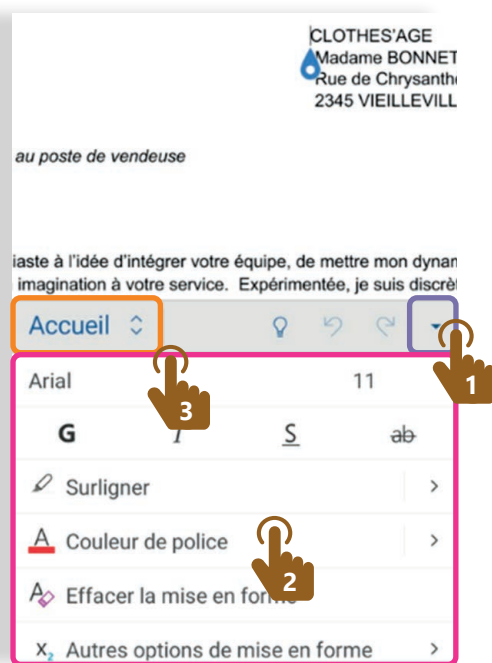 CLOTHES'AGE
Madame BONNET
Rue de Chrysanth
2345 VIEILLEVILL
au poste de vendeuse
iaste à l'idée d'intégrer votre équipe, de mettre mon dynan
imagination à votre service. Expérimentée, je suis discrè
Accueil
1
Arial 11
3
G I S ab
Surligner
A Couleur de police
2
A Effacer la mise en forme
X₂ Autres options de mise en forme